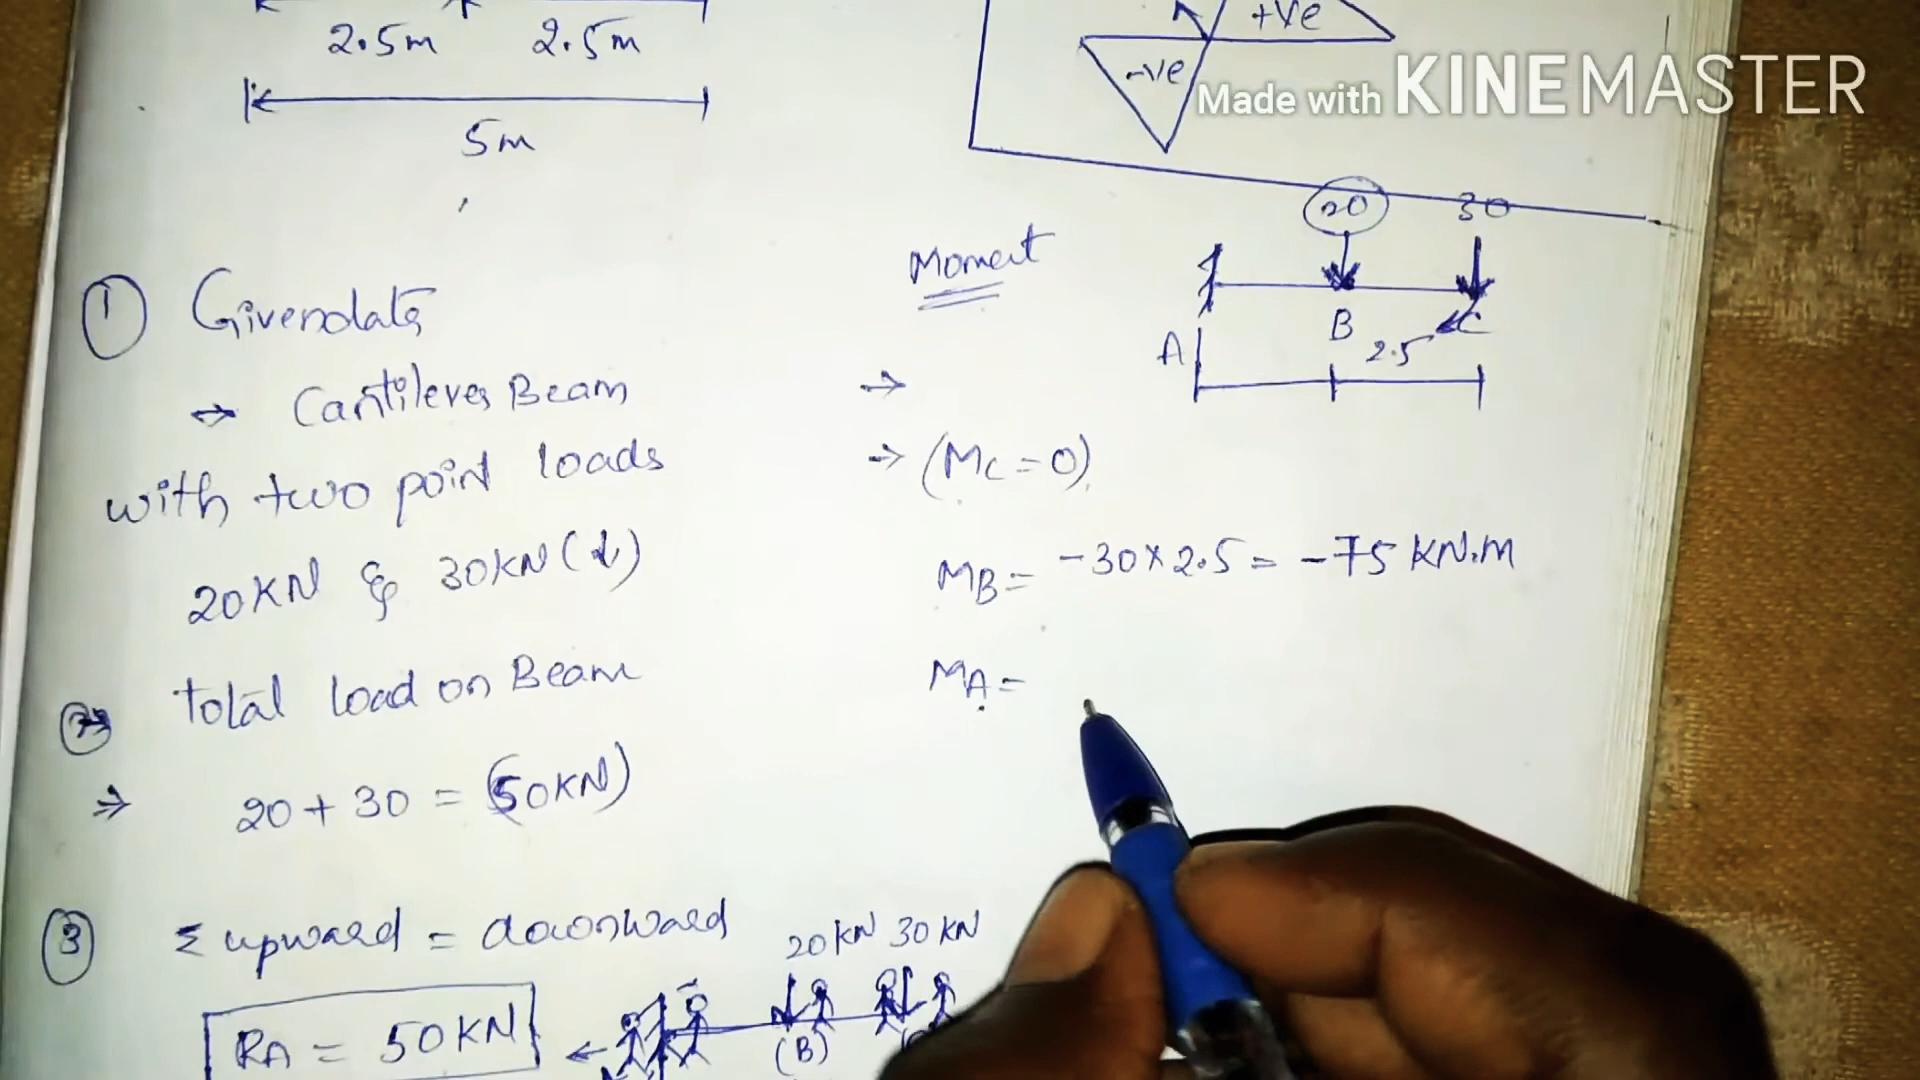 2.5m 2.5m
5m
+ve
-ve
Made with KINEMASTER
20 30
A B C
2.5
1 Givendata
⇒ Cantilever Beam
with two point loads
20KN & 30KN (↓)
total load on Beam
⇒ 20 + 30 = (50KN)
3 Σ upward = downward
RA = 50KN
20KN 30KN
(B)
Moment
→
→ (MC = 0)
MB = -30×2.5 = -75 KN.m
MA =